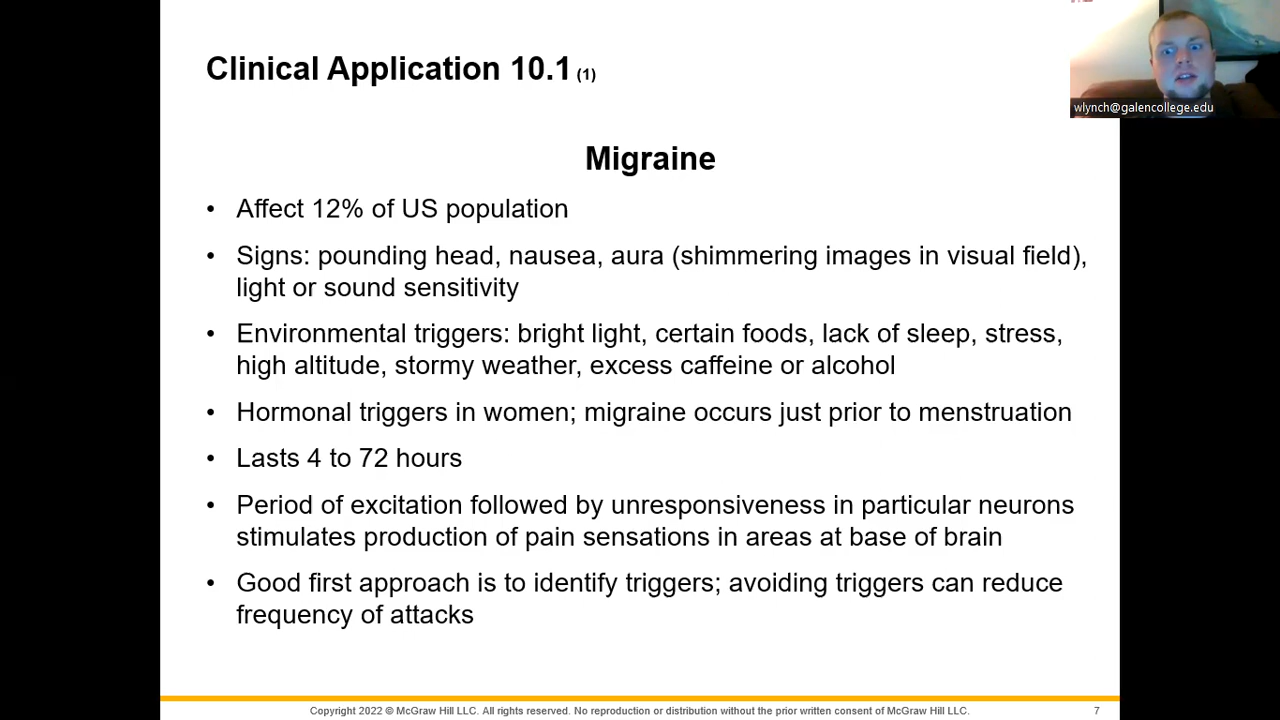 Clinical Application 10.1 (1)
wlynch@galencollege.edu
Migraine
• Affect 12% of US population
• Signs: pounding head, nausea, aura (shimmering images in visual field),
light or sound sensitivity
• Environmental triggers: bright light, certain foods, lack of sleep, stress,
high altitude, stormy weather, excess caffeine or alcohol
• Hormonal triggers in women; migraine occurs just prior to menstruation
• Lasts 4 to 72 hours
• Period of excitation followed by unresponsiveness in particular neurons
stimulates production of pain sensations in areas at base of brain
• Good first approach is to identify triggers; avoiding triggers can reduce
frequency of attacks
Copyright 2022 © McGraw Hill LLC. All rights reserved. No reproduction or distribution without the prior written consent of McGraw Hill LLC.
7